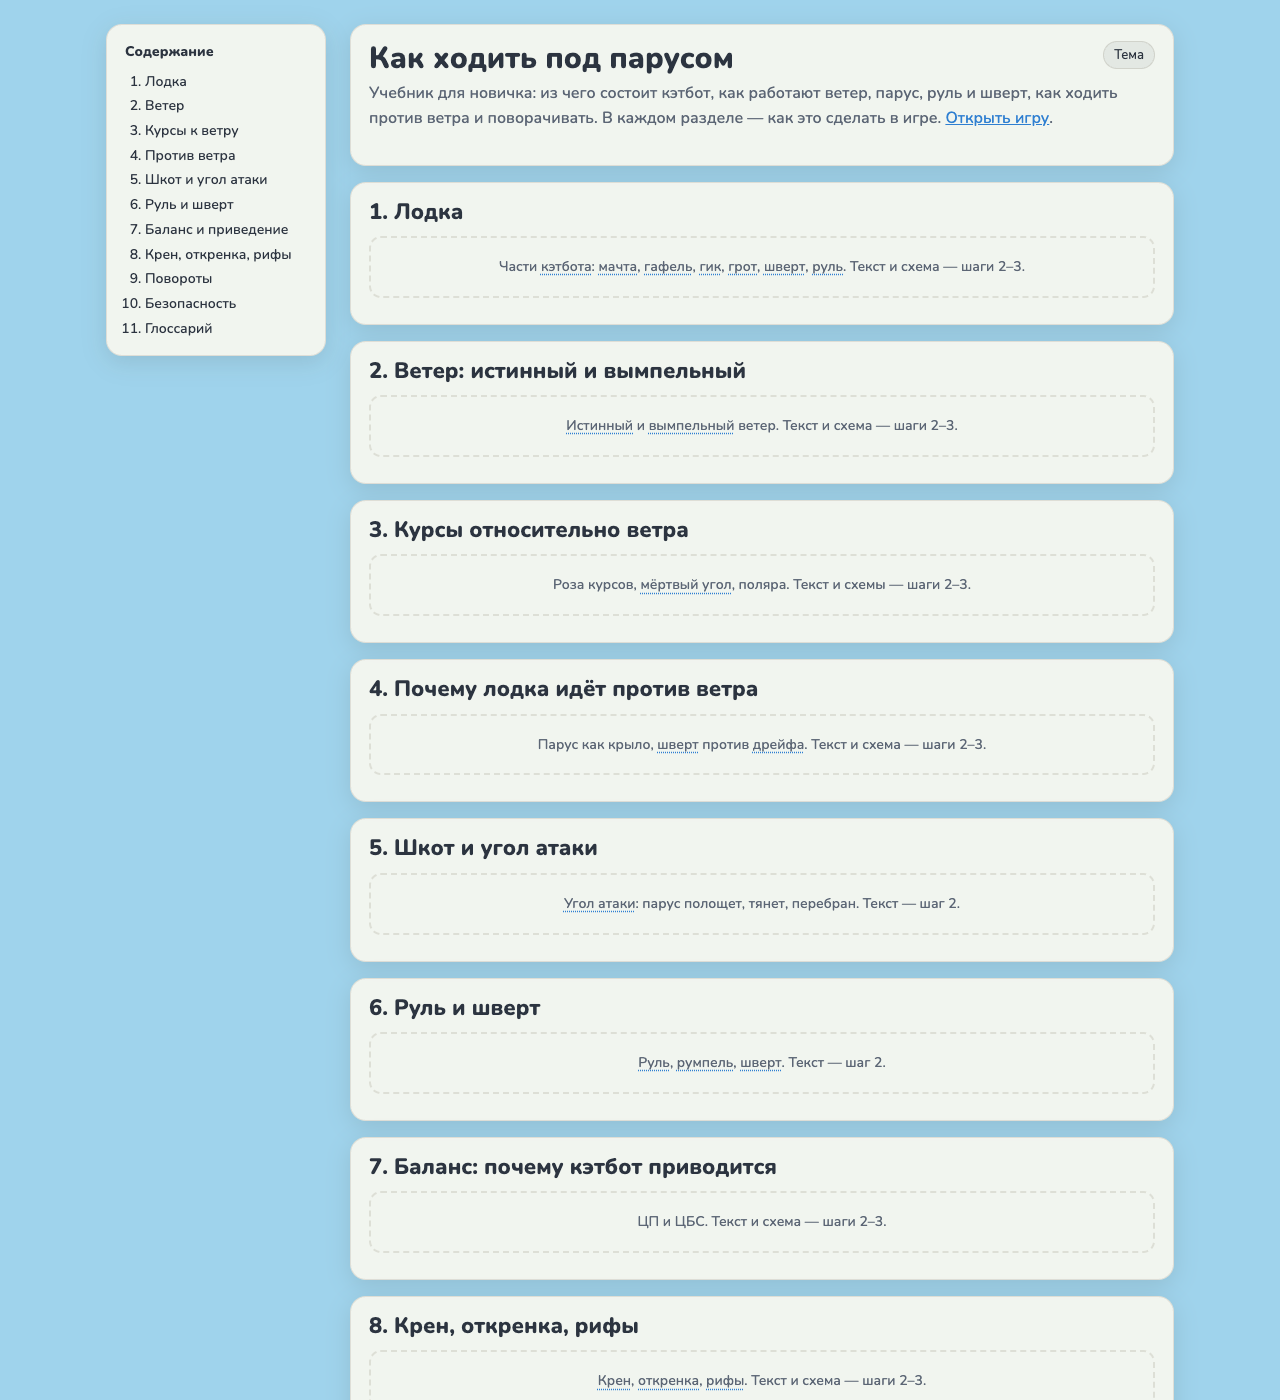 Содержание
1. Лодка
2. Ветер
3. Курсы к ветру
4. Против ветра
5. Шкот и угол атаки
6. Руль и шверт
7. Баланс и приведение
8. Крен, откренка, рифы
9. Повороты
10. Безопасность
11. Глоссарий
Как ходить под парусом
Тема
Учебник для новичка: из чего состоит кэтбот, как работают ветер, парус, руль и шверт, как ходить
против ветра и поворачивать. В каждом разделе — как это сделать в игре. Открыть игру.
1. Лодка
Части кэтбота: мачта, гафель, гик, грот, шверт, руль. Текст и схема — шаги 2–3.
2. Ветер: истинный и вымпельный
Истинный и вымпельный ветер. Текст и схема — шаги 2–3.
3. Курсы относительно ветра
Роза курсов, мёртвый угол, поляра. Текст и схемы — шаги 2–3.
4. Почему лодка идёт против ветра
Парус как крыло, шверт против дрейфа. Текст и схема — шаги 2–3.
5. Шкот и угол атаки
Угол атаки: парус полощет, тянет, перебран. Текст — шаг 2.
6. Руль и шверт
Руль, румпель, шверт. Текст — шаг 2.
7. Баланс: почему кэтбот приводится
ЦП и ЦБС. Текст и схема — шаги 2–3.
8. Крен, откренка, рифы
Крен, откренка, рифы. Текст и схема — шаги 2–3.